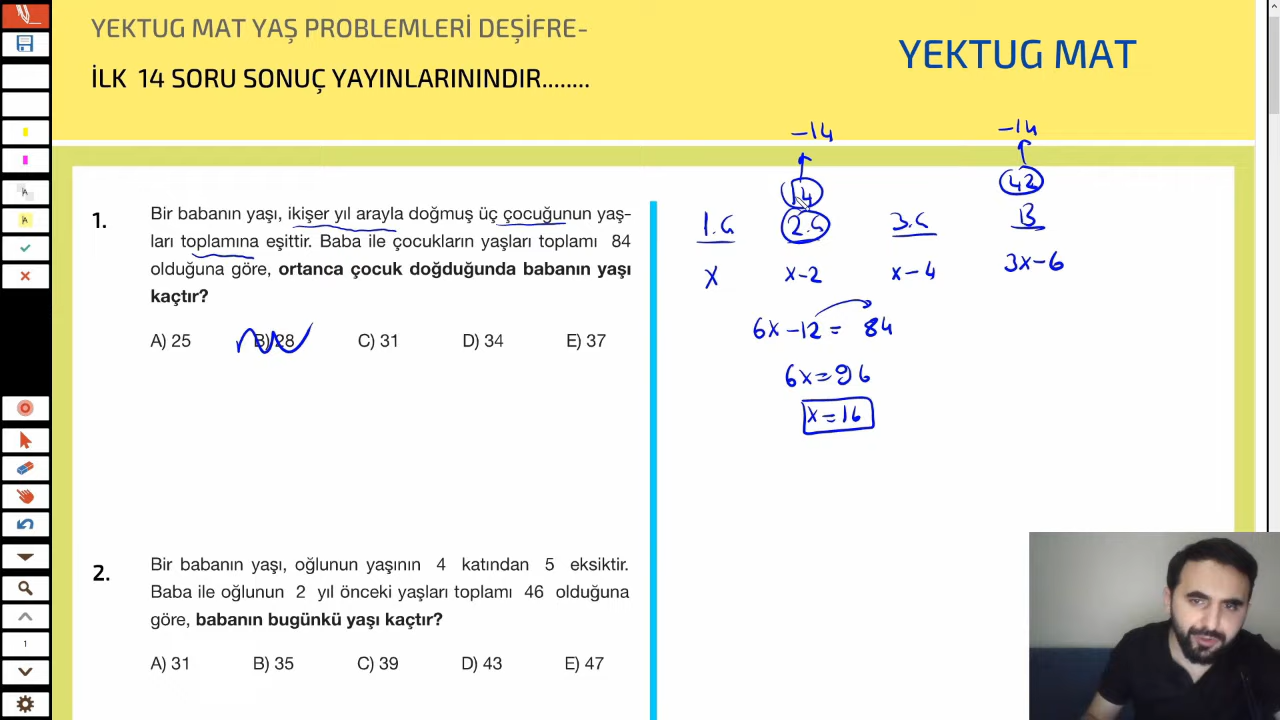 YEKTUG MAT YAŞ PROBLEMLERİ DEŞİFRE-
İLK 14 SORU SONUÇ YAYINLARININDIR........
YEKTUG MAT
1.
Bir babanın yaşı, ikişer yıl arayla doğmuş üç çocuğunun yaş-
ları toplamına eşittir. Baba ile çocukların yaşları toplamı 84
olduğuna göre, ortanca çocuk doğduğunda babanın yaşı
kaçtır?
A) 25 B) 28 C) 31 D) 34 E) 37
-14 -14
14 42
1.Ç 2.Ç 3.Ç B
x x-2 x-4 3x-6
6x-12 = 84
6x=96
x=16
2.
Bir babanın yaşı, oğlunun yaşının 4 katından 5 eksiktir.
Baba ile oğlunun 2 yıl önceki yaşları toplamı 46 olduğuna
göre, babanın bugünkü yaşı kaçtır?
A) 31 B) 35 C) 39 D) 43 E) 47
1